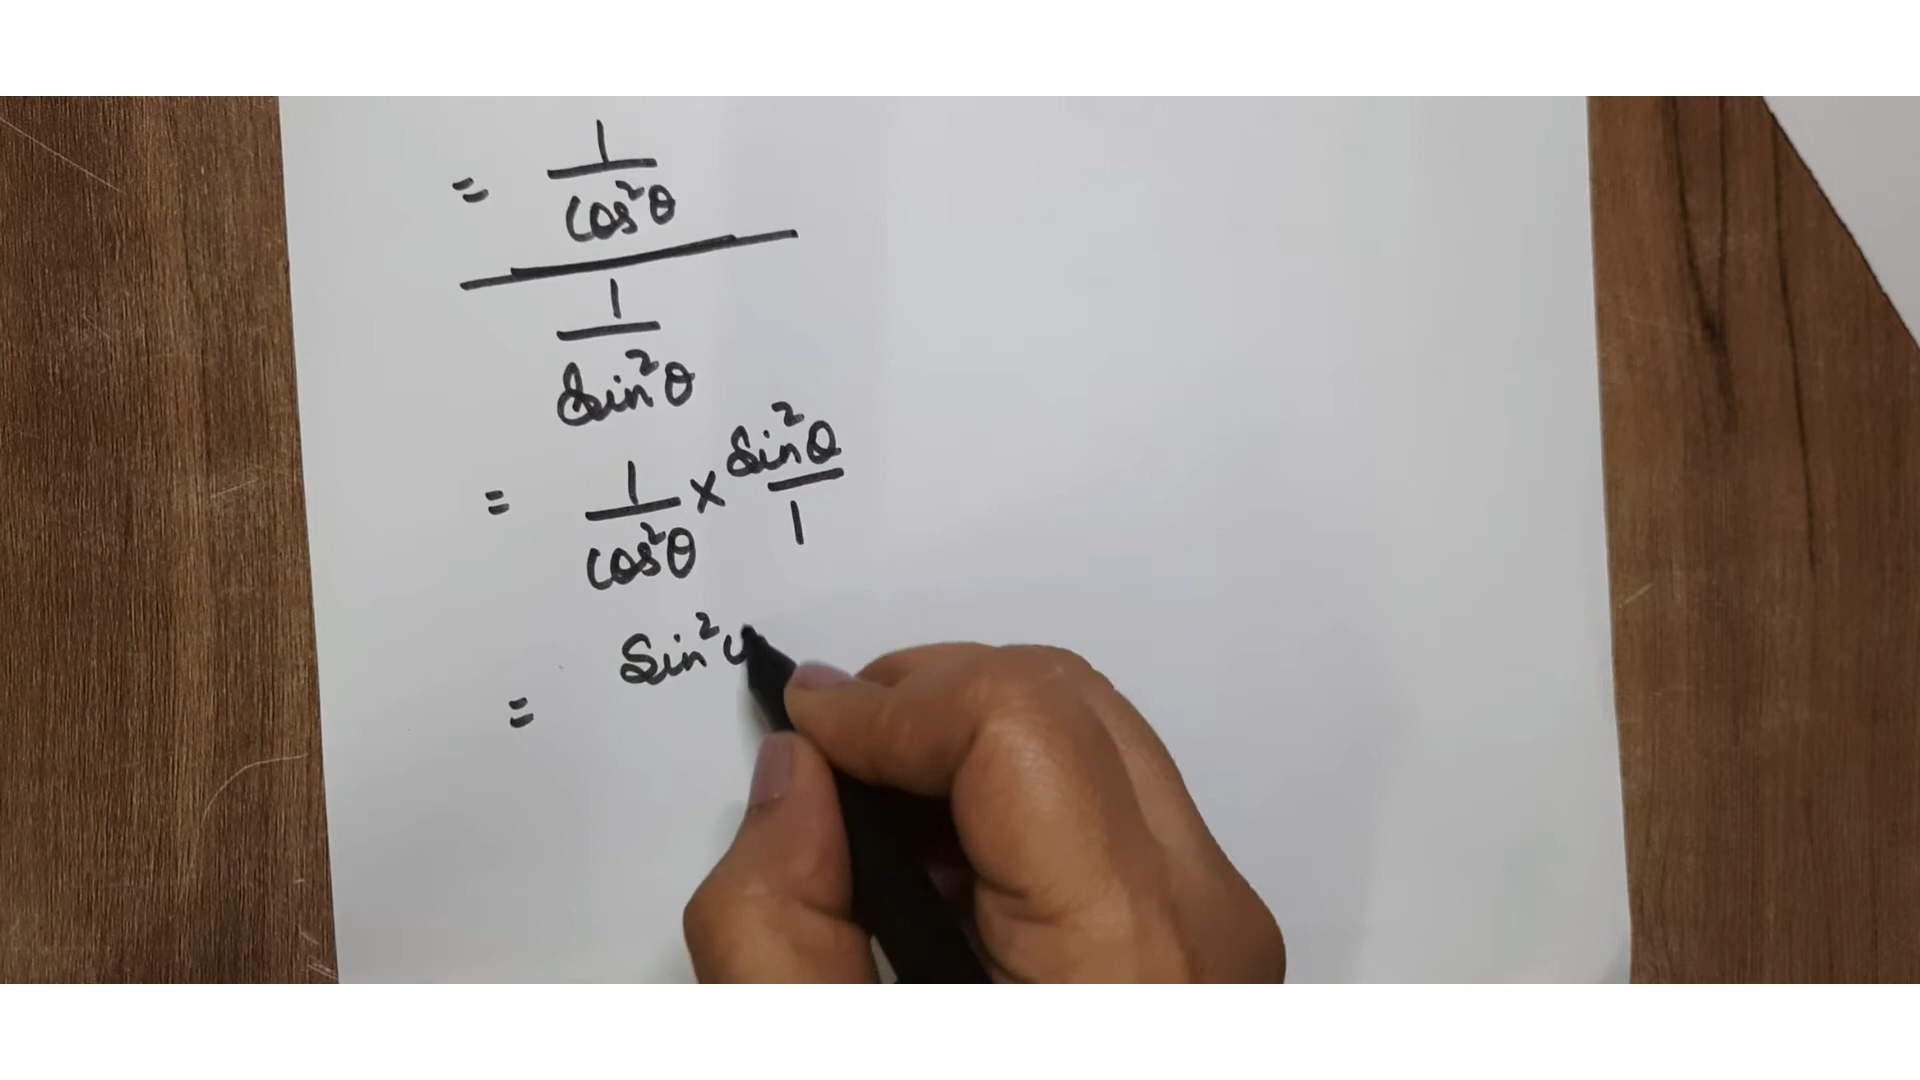 = 1
cos²θ
1
sin²θ
= 1/cos²θ × sin²θ/1
= sin²